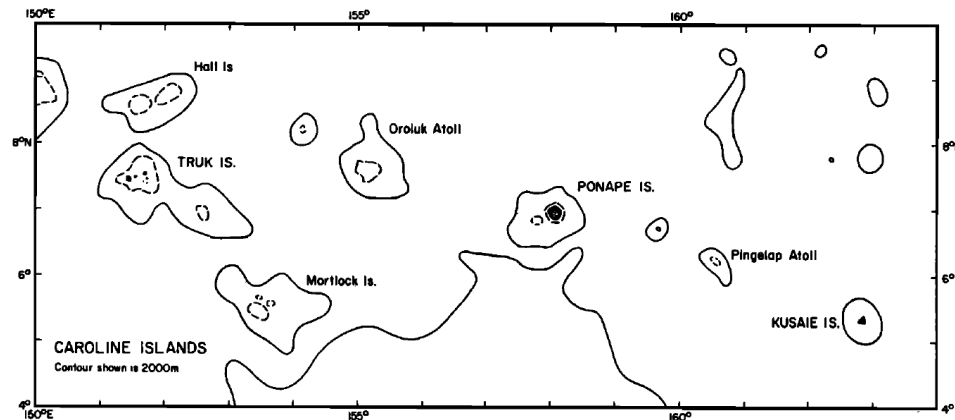 150°E
155°
160°
Hall Is
8°N
Oroluk Atoll
8°
TRUK IS.
PONAPE IS.
Pingelap Atoll
6°
6°
Mortlock Is.
KUSAIE IS.
CAROLINE ISLANDS
Contour shown is 2000m
4°
4°
150°E
155°
160°